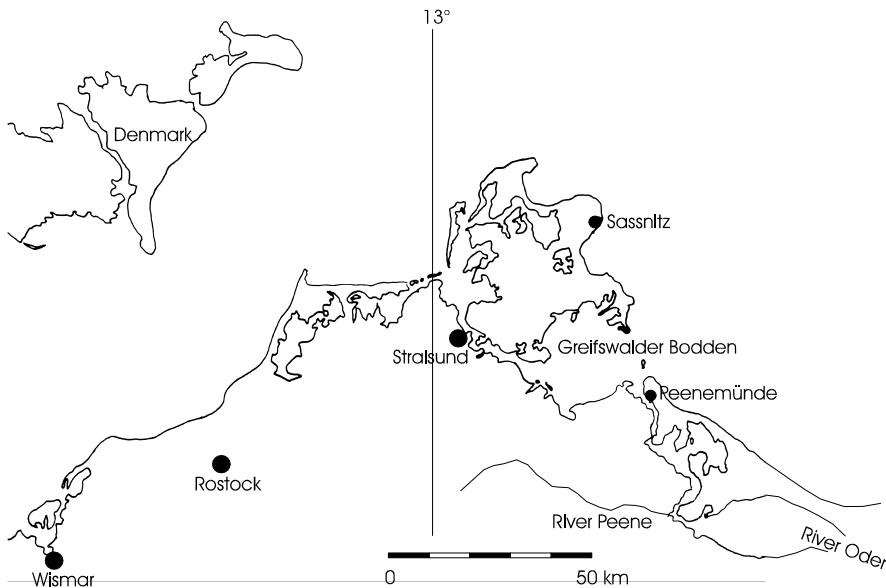 13°
Denmark
Sassnitz
Greifswalder Bodden
Stralsund
Peenemünde
Rostock
RIver Peene
River Oder
Wismar
0
50 km